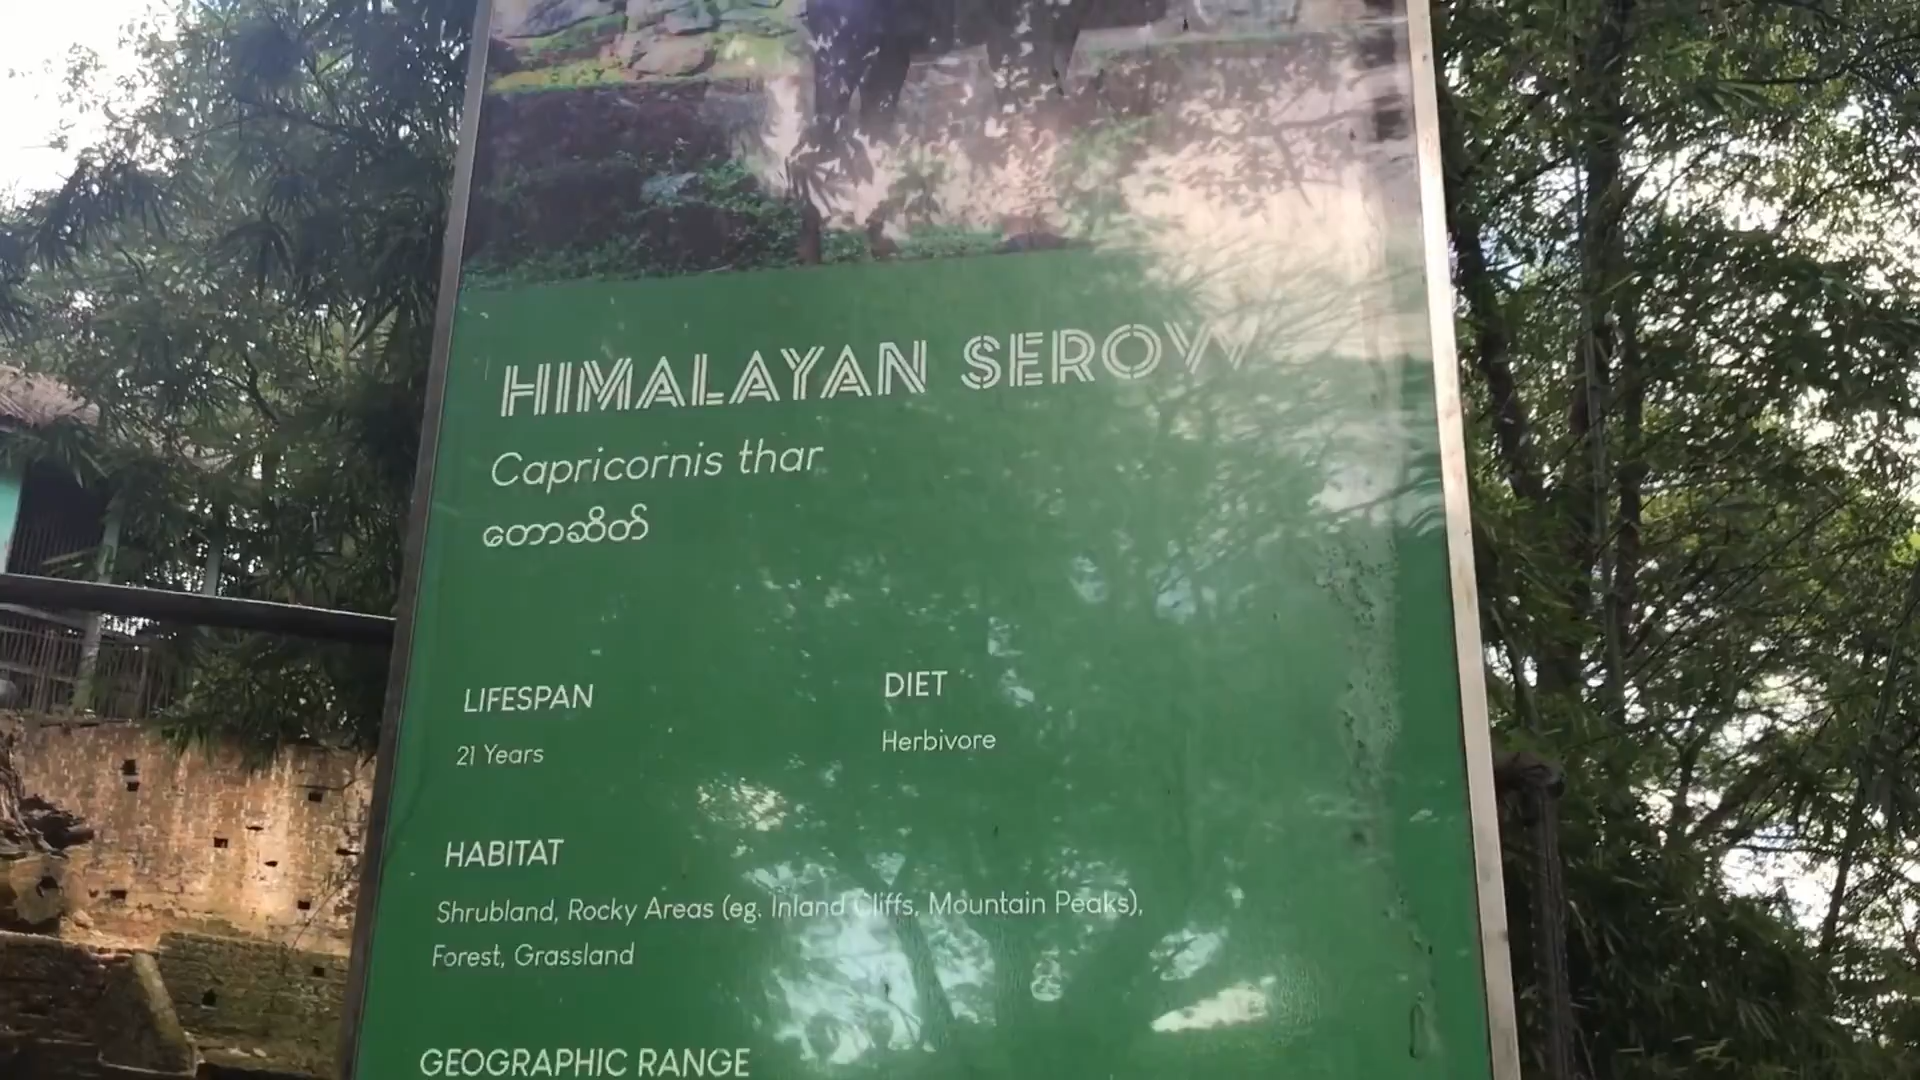 HIMALAYAN SEROW
Capricornis thar
တောဆိတ်
LIFESPAN
21 Years
DIET
Herbivore
HABITAT
Shrubland, Rocky Areas (eg. Inland Cliffs, Mountain Peaks),
Forest, Grassland
GEOGRAPHIC RANGE